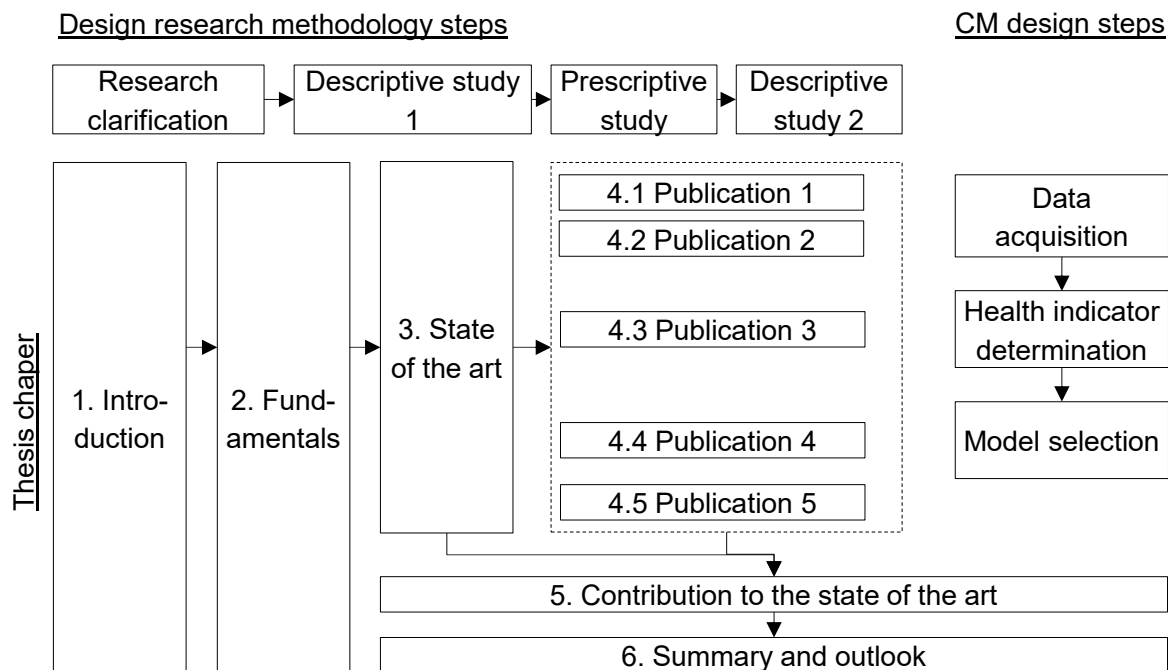 Design research methodology steps
CM design steps
Research
clarification
Descriptive study
1
Prescriptive
study
Descriptive
study 2
Thesis chaper
1. Intro-
duction
2. Fund-
amentals
3. State
of the art
4.1 Publication 1
4.2 Publication 2
4.3 Publication 3
4.4 Publication 4
4.5 Publication 5
Data
acquisition
Health indicator
determination
Model selection
5. Contribution to the state of the art
6. Summary and outlook